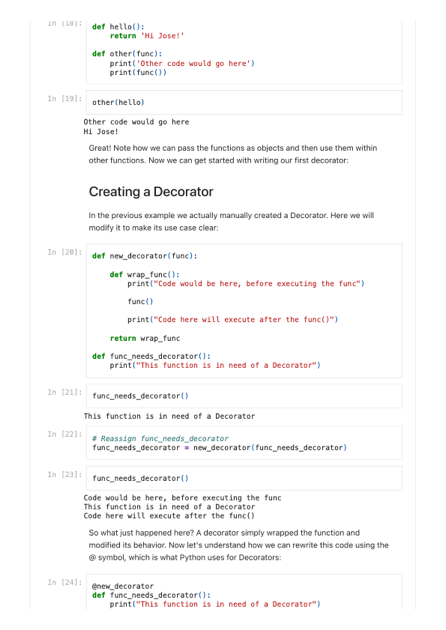 In [18]:
def hello():
    return 'Hi Jose!'
def other(func):
    print('Other code would go here')
    print(func())
In [19]:
other(hello)
Other code would go here
Hi Jose!
Great! Note how we can pass the functions as objects and then use them within
other functions. Now we can get started with writing our first decorator:
Creating a Decorator
In the previous example we actually manually created a Decorator. Here we will
modify it to make its use case clear:
In [20]:
def new_decorator(func):
    def wrap_func():
        print("Code would be here, before executing the func")
        func()
        print("Code here will execute after the func()")
    return wrap_func
def func_needs_decorator():
    print("This function is in need of a Decorator")
In [21]:
func_needs_decorator()
This function is in need of a Decorator
In [22]:
# Reassign func_needs_decorator
func_needs_decorator = new_decorator(func_needs_decorator)
In [23]:
func_needs_decorator()
Code would be here, before executing the func
This function is in need of a Decorator
Code here will execute after the func()
So what just happened here? A decorator simply wrapped the function and
modified its behavior. Now let's understand how we can rewrite this code using the
@ symbol, which is what Python uses for Decorators:
In [24]:
@new_decorator
def func_needs_decorator():
    print("This function is in need of a Decorator")